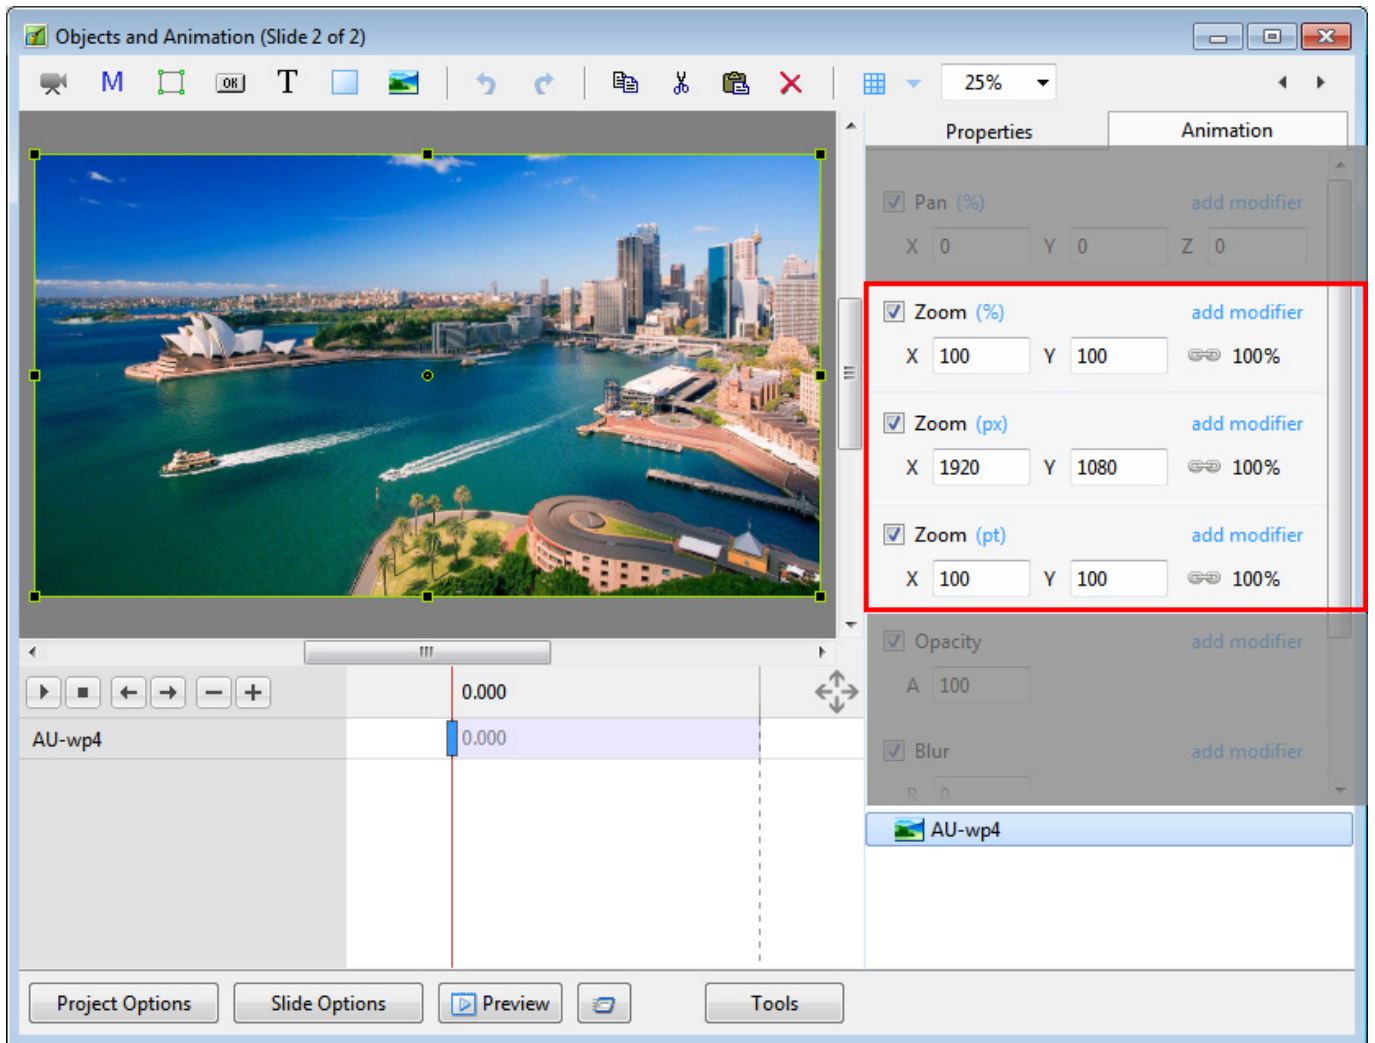 Objects and Animation (Slide 2 of 2)
M OK T 25%
Properties Animation
Pan (%) add modifier
X 0 Y 0 Z 0
Zoom (%) add modifier
X 100 Y 100 100%
Zoom (px) add modifier
X 1920 Y 1080 100%
Zoom (pt) add modifier
X 100 Y 100 100%
Opacity add modifier
A 100
Blur add modifier
R 0
0.000
AU-wp4 0.000
AU-wp4
Project Options Slide Options Preview Tools